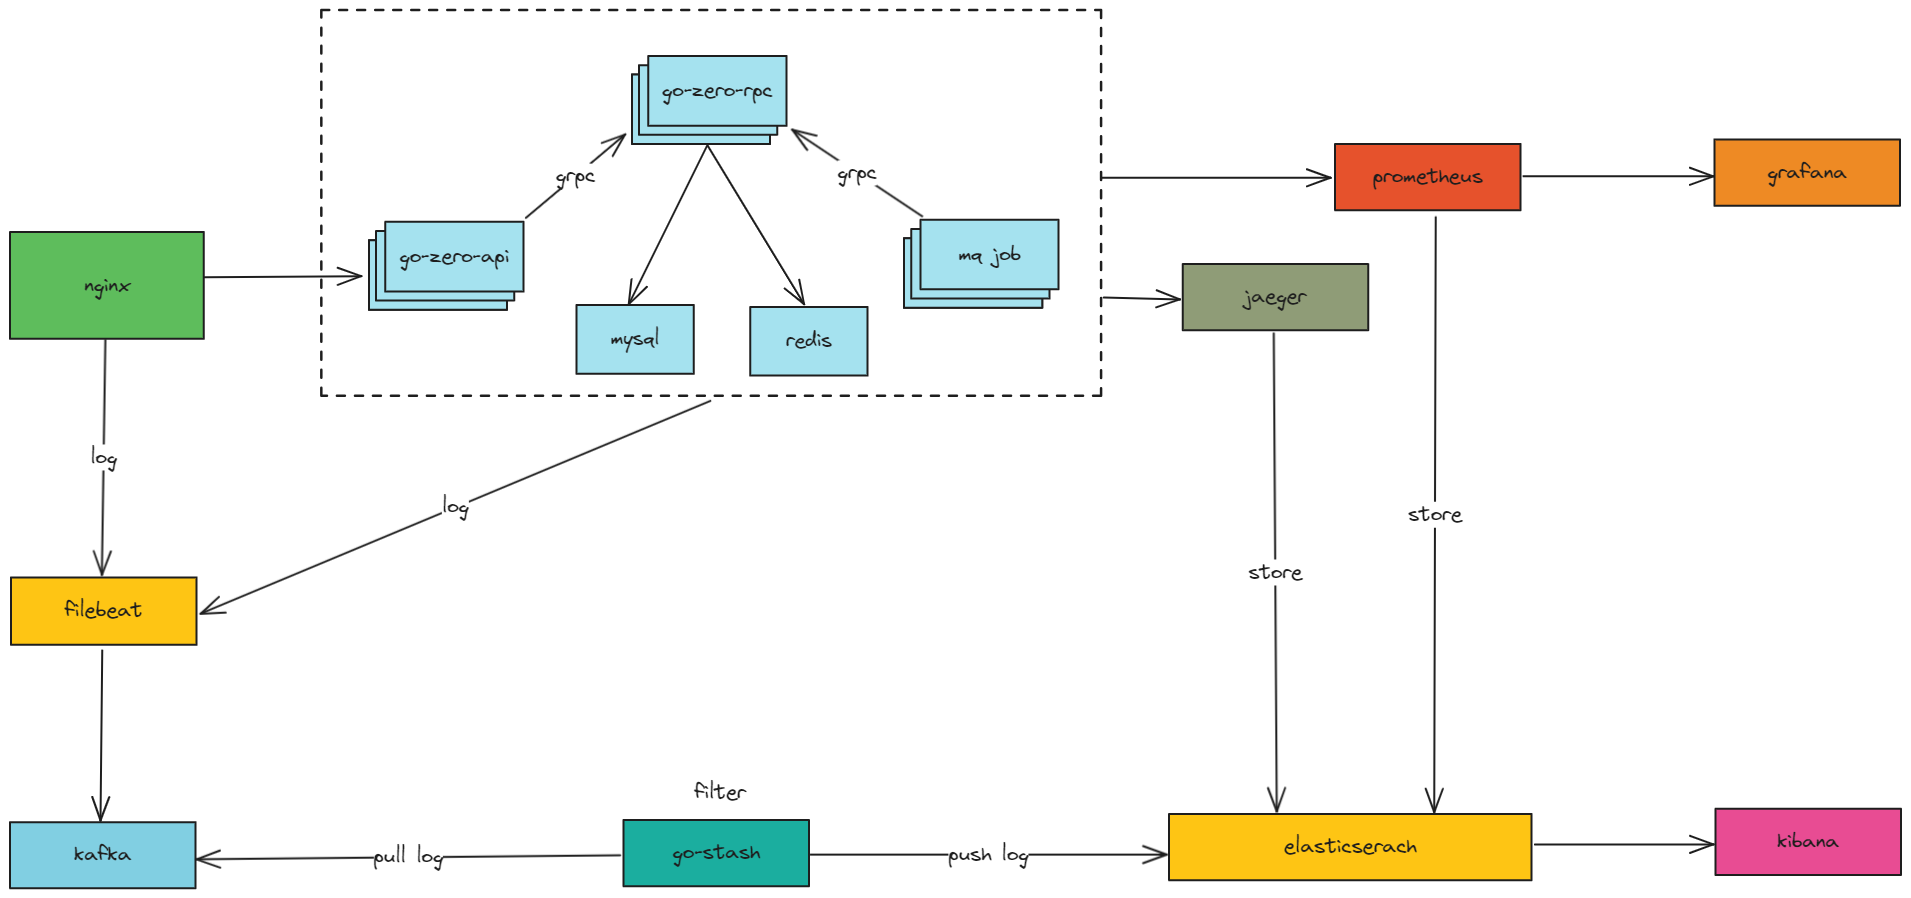 go-zero-rpc
grpc
grpc
prometheus
grafana
nginx
go-zero-api
mq job
jaeger
mysql
redis
log
log
store
store
filebeat
filter
kafka
pull log
go-stash
push log
elasticserach
kibana